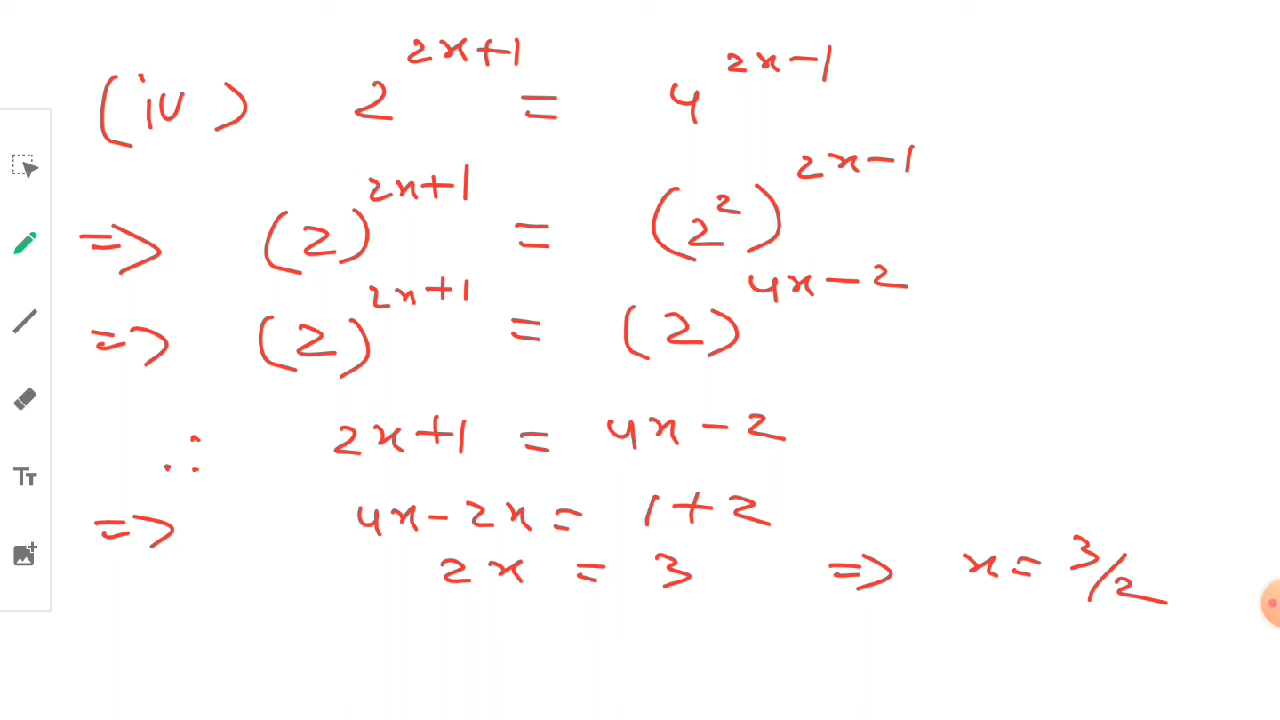 (iv) 2^{2x+1} = 4^{2x-1}
=> (2)^{2x+1} = (2^2)^{2x-1}
=> (2)^{2x+1} = (2)^{4x-2}
∴ 2x+1 = 4x-2
=> 4x-2x = 1+2
2x = 3 => x = 3/2
Tт